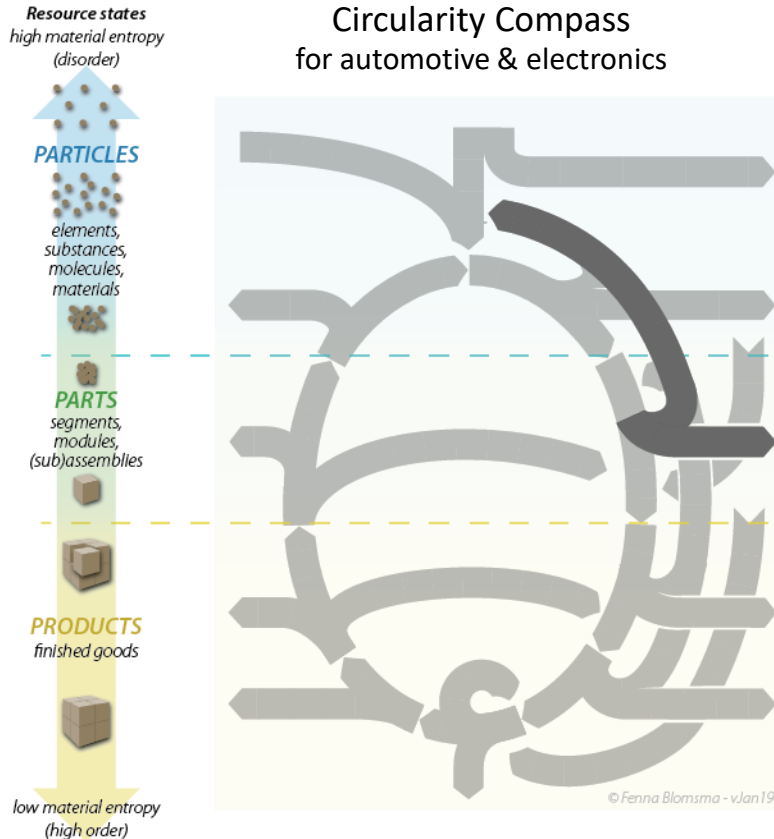 Circularity Compass
for automotive & electronics
Resource states
high material entropy
(disorder)
PARTICLES
elements,
substances,
molecules,
materials
PARTS
segments,
modules,
(sub)assemblies
PRODUCTS
finished goods
low material entropy
(high order)
© Fenna Blomsma - vJan19